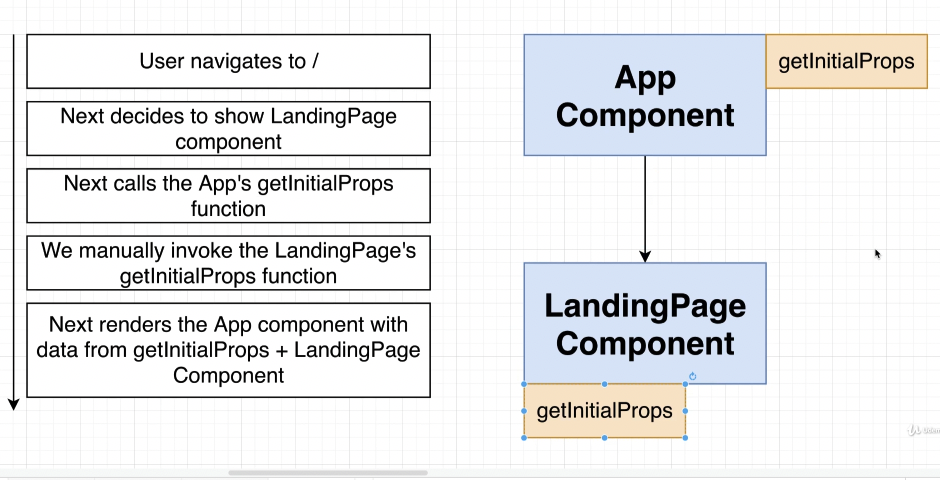 User navigates to /
Next decides to show LandingPage
component
Next calls the App's getInitialProps
function
We manually invoke the LandingPage's
getInitialProps function
Next renders the App component with
data from getInitialProps + LandingPage
Component
App
Component
getInitialProps
LandingPage
Component
getInitialProps